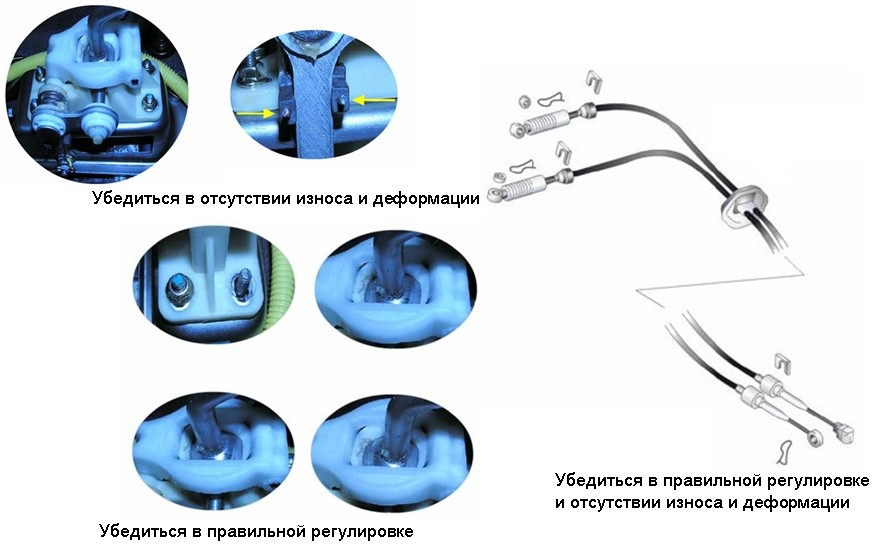 Убедиться в отсутствии износа и деформации
Убедиться в правильной регулировке
Убедиться в правильной регулировке
и отсутствии износа и деформации